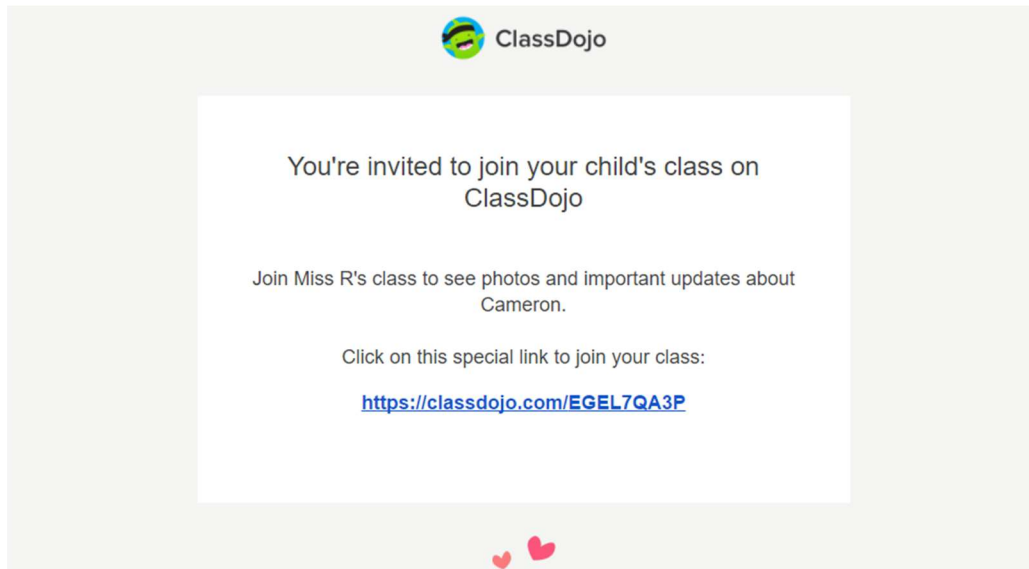 ClassDojo
You're invited to join your child's class on
ClassDojo
Join Miss R's class to see photos and important updates about
Cameron.
Click on this special link to join your class:
https://classdojo.com/EGEL7QA3P